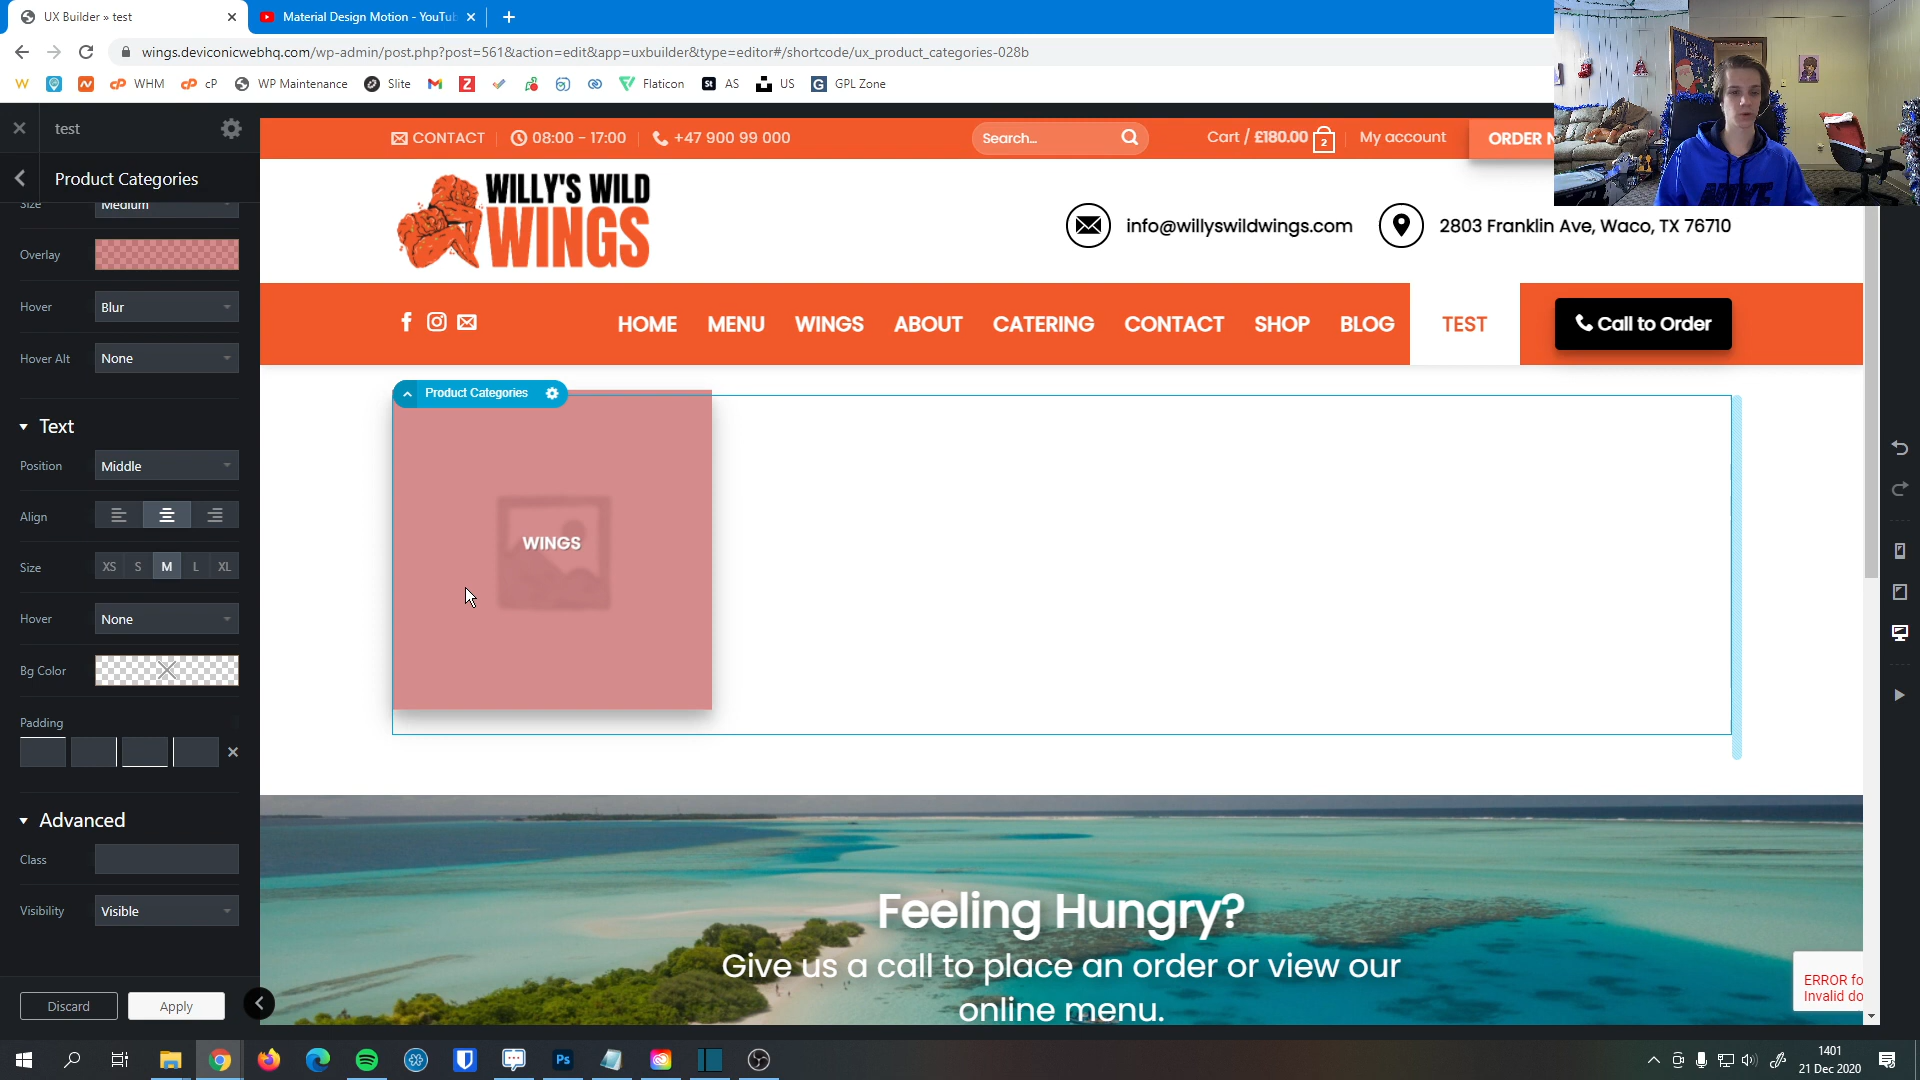 UX Builder » test
Material Design Motion - YouTu
wings.deviconicwebhq.com/wp-admin/post.php?post=561&action=edit&app=uxbuilder&type=editor#/shortcode/ux_product_categories-028b
WHM
cP
WP Maintenance
Slite
Flaticon
AS
US
GPL Zone
test
Product Categories
Size
Medium
Overlay
Hover
Blur
Hover Alt
None
Text
Position
Middle
Align
Size
XS S M L XL
Hover
None
Bg Color
Padding
Advanced
Class
Visibility
Visible
Discard
Apply
CONTACT
08:00 - 17:00
+47 900 99 000
Search...
Cart / £180.00
2
My account
ORDER N
WILLY'S WILD
WINGS
info@willyswildwings.com
2803 Franklin Ave, Waco, TX 76710
HOME MENU WINGS ABOUT CATERING CONTACT SHOP BLOG TEST
Call to Order
Product Categories
WINGS
Feeling Hungry?
Give us a call to place an order or view our
online menu.
ERROR fo
Invalid do
1401
21 Dec 2020